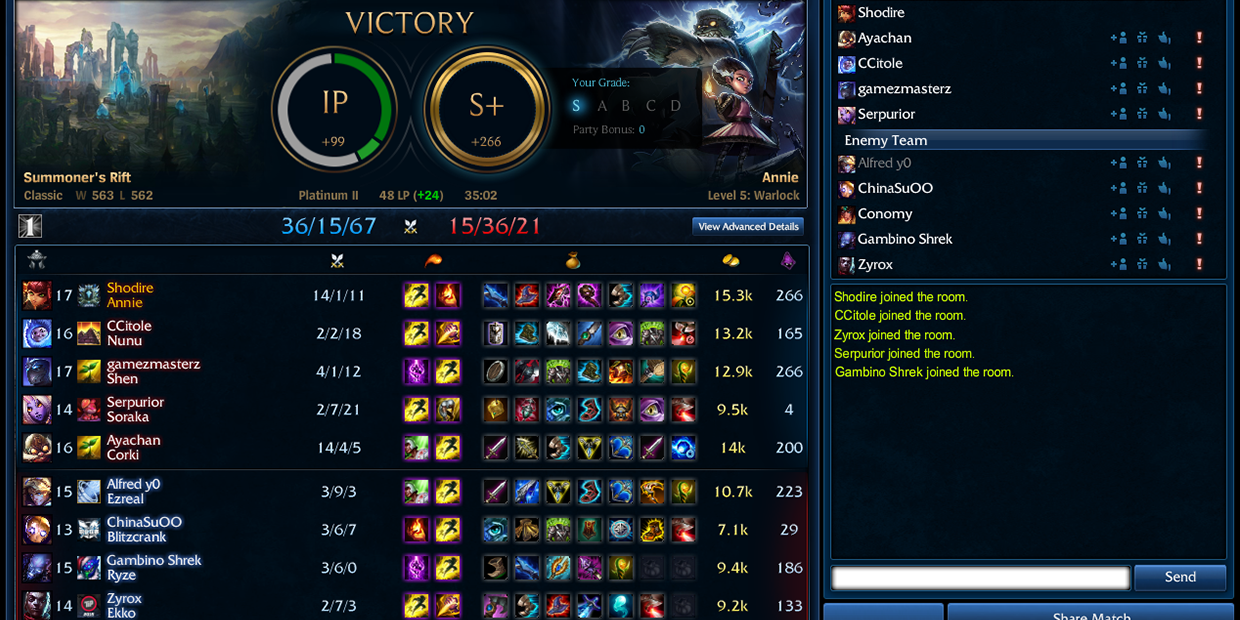 VICTORY
IP
+99
S+
+266
Your Grade:
S A B C D
Party Bonus: 0
Summoner's Rift
Classic W 563 L 562
Platinum II 48 LP (+24) 35:02
Annie
Level 5: Warlock
1 36/15/67 15/36/21 View Advanced Details
17 Shodire 14/1/11 15.3k 266
Annie
16 CCitole 2/2/18 13.2k 165
Nunu
17 gamezmasterz 4/1/12 12.9k 266
Shen
14 Serpurior 2/7/21 9.5k 4
Soraka
16 Ayachan 14/4/5 14k 200
Corki
15 Alfred y0 3/9/3 10.7k 223
Ezreal
13 ChinaSuOO 3/6/7 7.1k 29
Blitzcrank
15 Gambino Shrek 3/6/0 9.4k 186
Ryze
14 Zyrox 2/7/3 9.2k 133
Ekko
Shodire
Ayachan
CCitole
gamezmasterz
Serpurior
Enemy Team
Alfred y0
ChinaSuOO
Conomy
Gambino Shrek
Zyrox
Shodire joined the room.
CCitole joined the room.
Zyrox joined the room.
Serpurior joined the room.
Gambino Shrek joined the room.
Send
Share Match